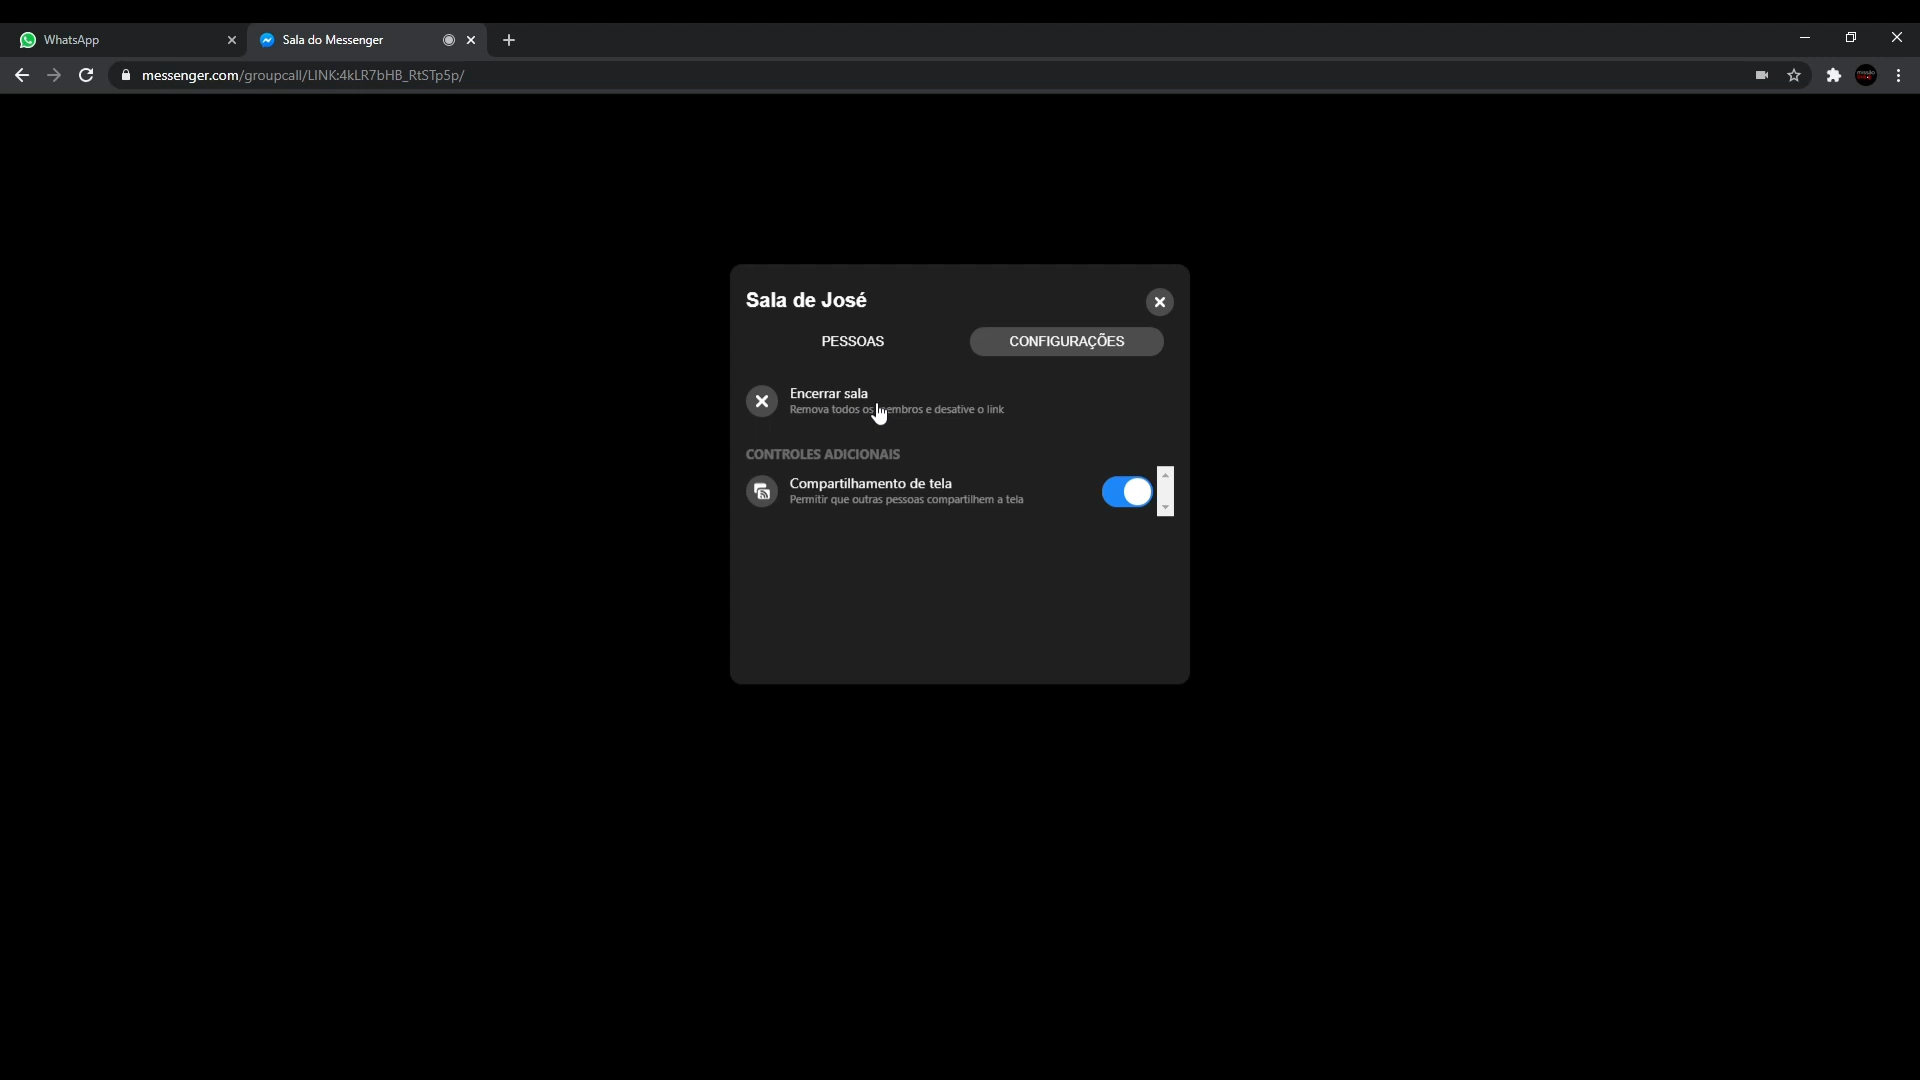 WhatsApp
Sala do Messenger
messenger.com/groupcall/LINK:4kLR7bHB_RtSTp5p/
Sala de José
PESSOAS
CONFIGURAÇÕES
Encerrar sala
Remova todos os membros e desative o link
CONTROLES ADICIONAIS
Compartilhamento de tela
Permitir que outras pessoas compartilhem a tela